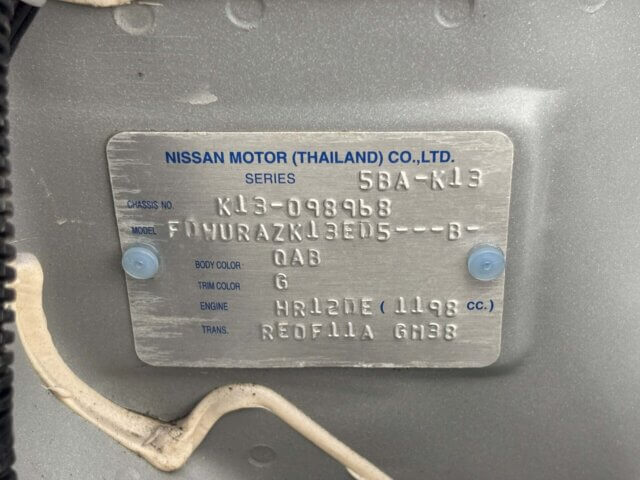 NISSAN MOTOR (THAILAND) CO.,LTD.
SERIES 5BA-K13
CHASSIS NO. K13-098968
MODEL FDWURAZK13ED5---B-
BODY COLOR QAB
TRIM COLOR G
ENGINE HR12DE ( 1198 CC.)
TRANS. RE0F11A GM38